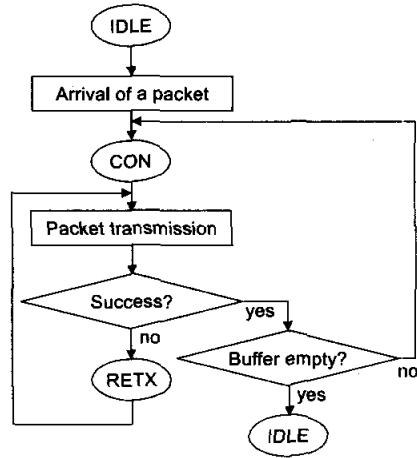 IDLE
Arrival of a packet
CON
Packet transmission
Success?
yes
no
Buffer empty?
no
RETX
yes
IDLE